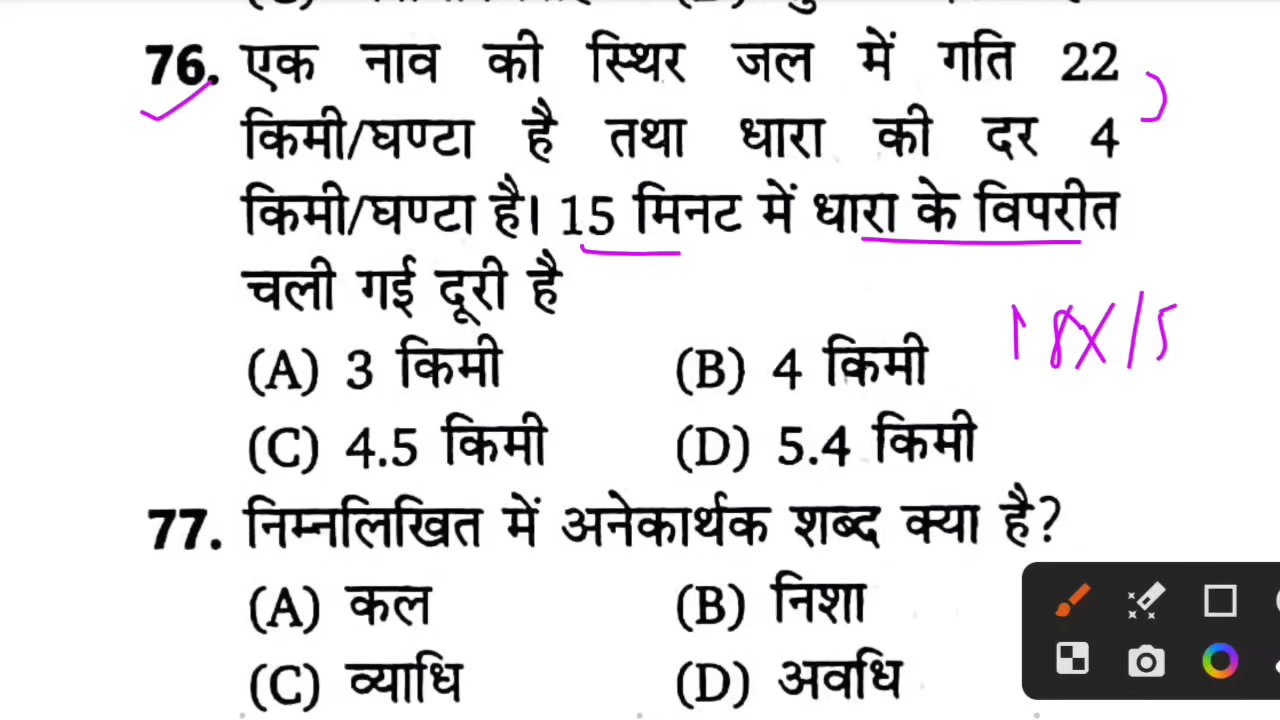 76. एक नाव की स्थिर जल में गति 22
किमी/घण्टा है तथा धारा की दर 4
किमी/घण्टा है। 15 मिनट में धारा के विपरीत
चली गई दूरी है
(A) 3 किमी (B) 4 किमी
18X15
(C) 4.5 किमी (D) 5.4 किमी
77. निम्नलिखित में अनेकार्थक शब्द क्या है?
(A) कल (B) निशा
(C) व्याधि (D) अवधि